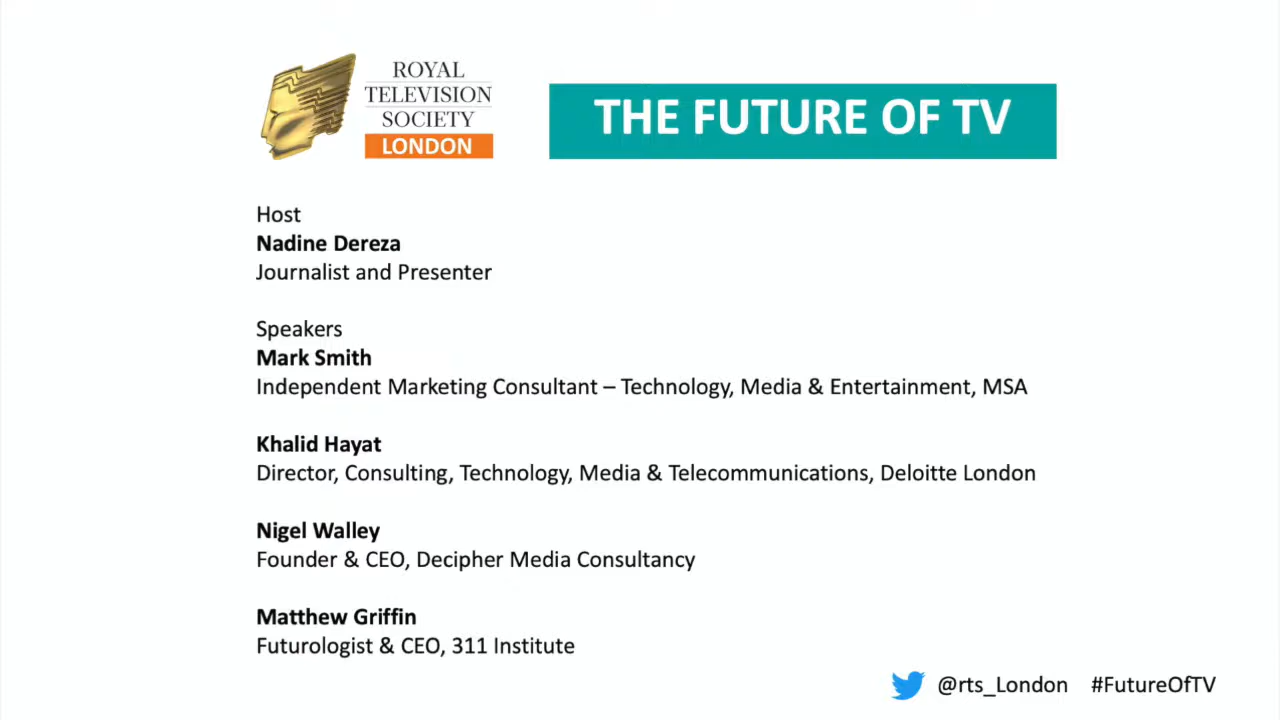 ROYAL
TELEVISION
SOCIETY
LONDON
THE FUTURE OF TV
Host
Nadine Dereza
Journalist and Presenter
Speakers
Mark Smith
Independent Marketing Consultant – Technology, Media & Entertainment, MSA
Khalid Hayat
Director, Consulting, Technology, Media & Telecommunications, Deloitte London
Nigel Walley
Founder & CEO, Decipher Media Consultancy
Matthew Griffin
Futurologist & CEO, 311 Institute
@rts_London #FutureOfTV